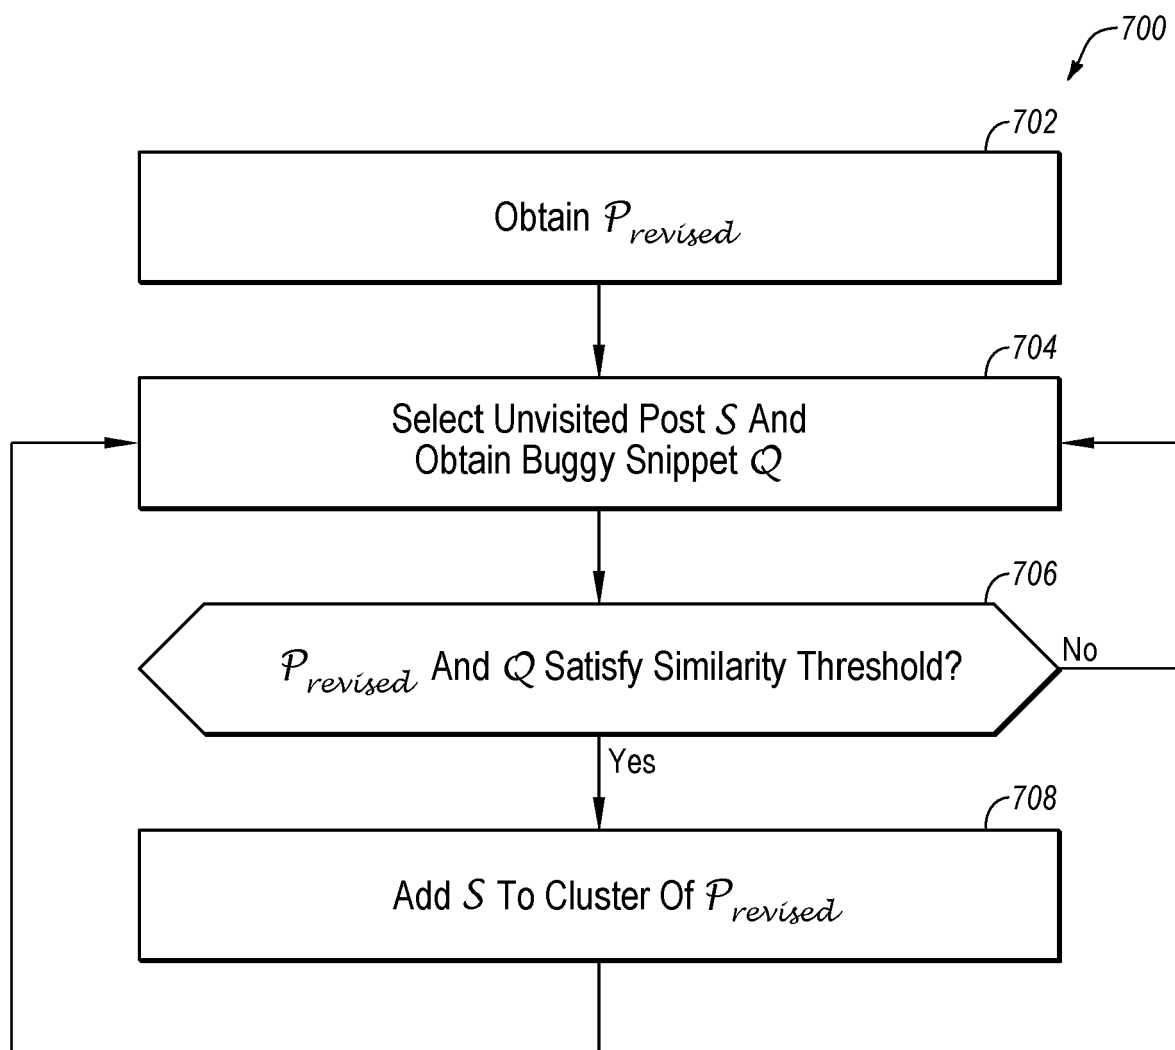 700
702
Obtain 𝒫revised
704
Select Unvisited Post 𝒮 And
Obtain Buggy Snippet 𝒬
706
𝒫revised And 𝒬 Satisfy Similarity Threshold?
No
Yes
708
Add 𝒮 To Cluster Of 𝒫revised